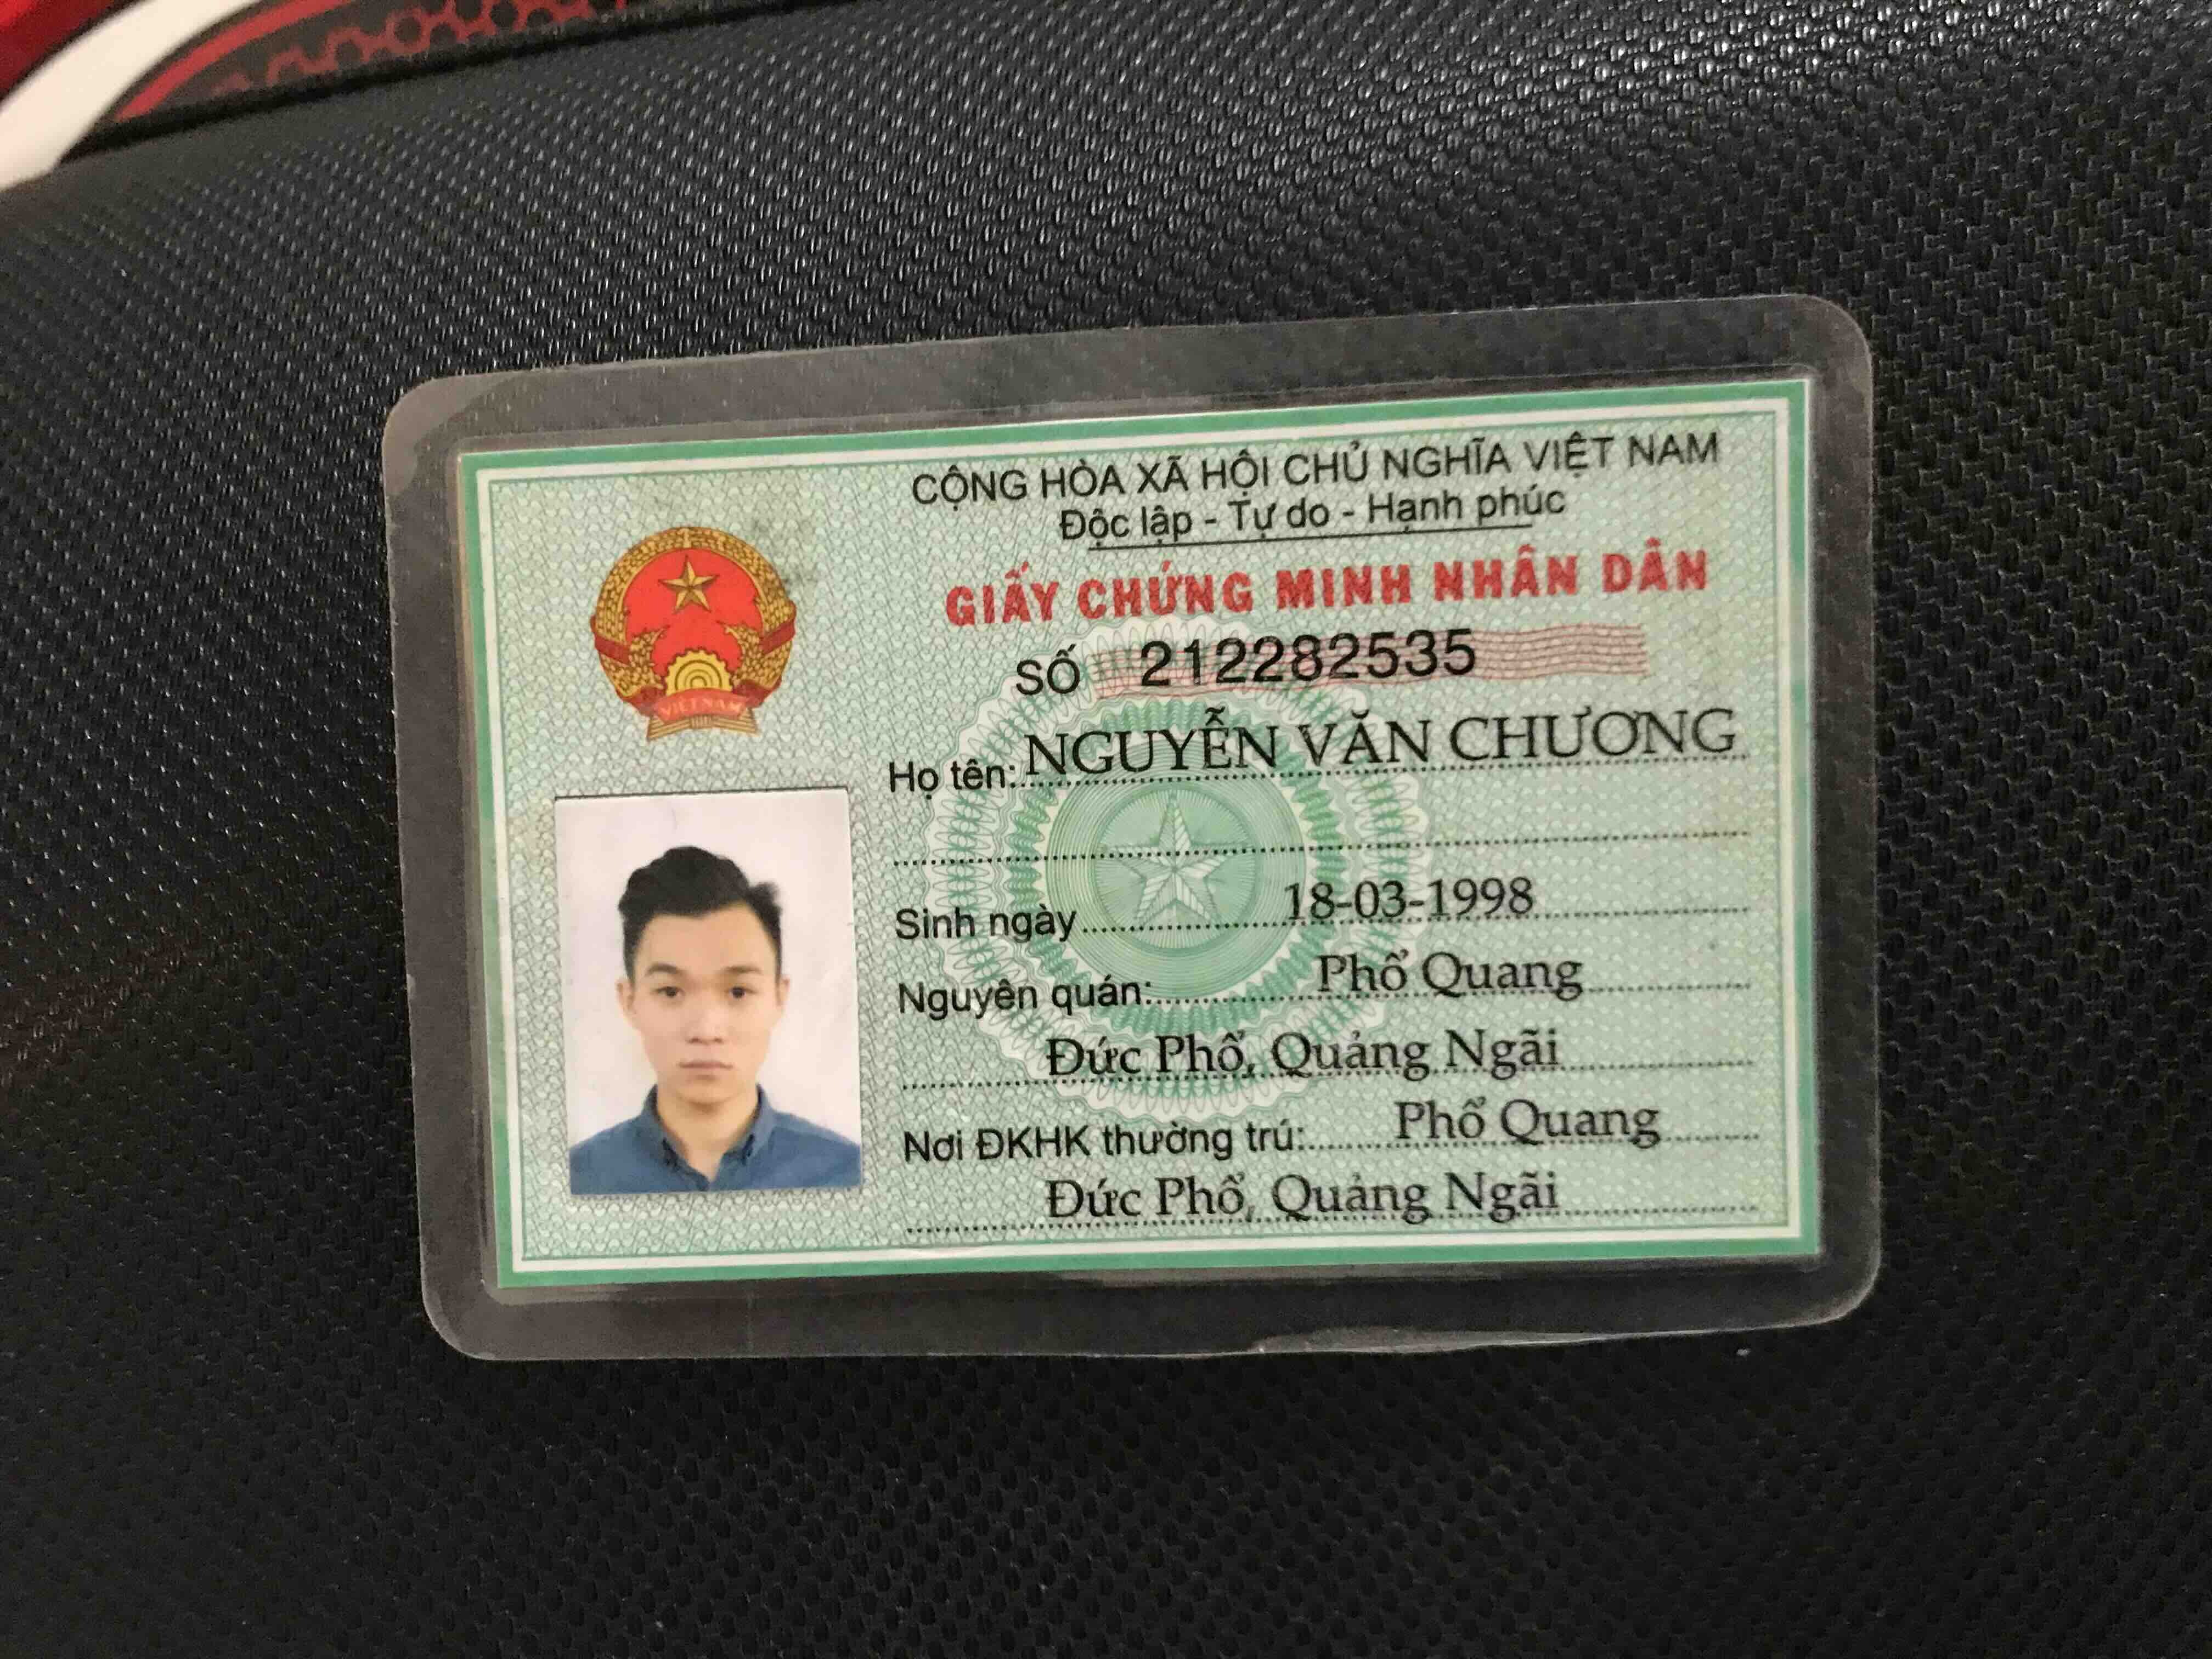 CỘNG HÒA XÃ HỘI CHỦ NGHĨA VIỆT NAM
Độc lập - Tự do - Hạnh phúc
GIẤY CHỨNG MINH NHÂN DÂN
SỐ 212282535
VIỆT NAM
Họ tên: NGUYỄN VĂN CHƯƠNG
Sinh ngày 18-03-1998
Nguyên quán: Phổ Quang
Đức Phổ, Quảng Ngãi
Nơi ĐKHK thường trú: Phổ Quang
Đức Phổ, Quảng Ngãi